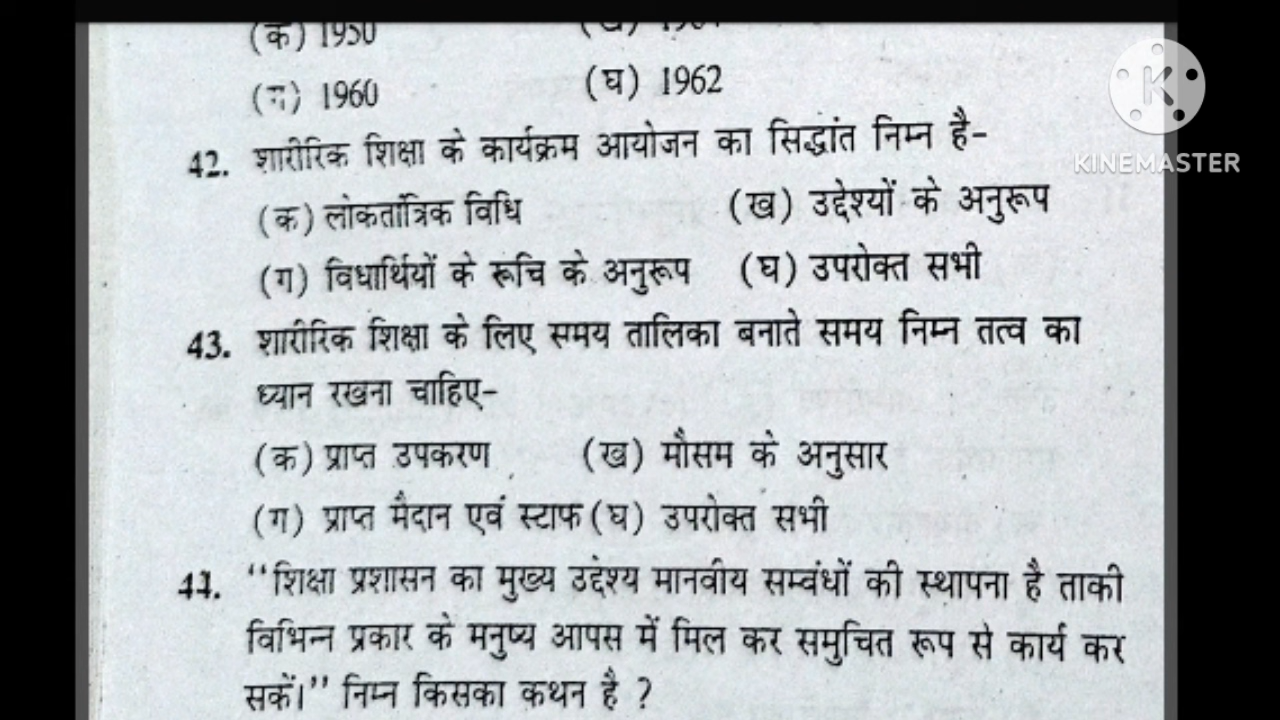 (क) 1950
(ग) 1960 (घ) 1962
KINEMASTER
42. शारीरिक शिक्षा के कार्यक्रम आयोजन का सिद्धांत निम्न है-
(क) लोकतांत्रिक विधि (ख) उद्देश्यों के अनुरूप
(ग) विधार्थियों के रूचि के अनुरूप (घ) उपरोक्त सभी
43. शारीरिक शिक्षा के लिए समय तालिका बनाते समय निम्न तत्व का
ध्यान रखना चाहिए-
(क) प्राप्त उपकरण (ख) मौसम के अनुसार
(ग) प्राप्त मैदान एवं स्टाफ (घ) उपरोक्त सभी
44. "शिक्षा प्रशासन का मुख्य उद्देश्य मानवीय सम्वंधों की स्थापना है ताकी
विभिन्न प्रकार के मनुष्य आपस में मिल कर समुचित रूप से कार्य कर
सकें।" निम्न किसका कथन है ?